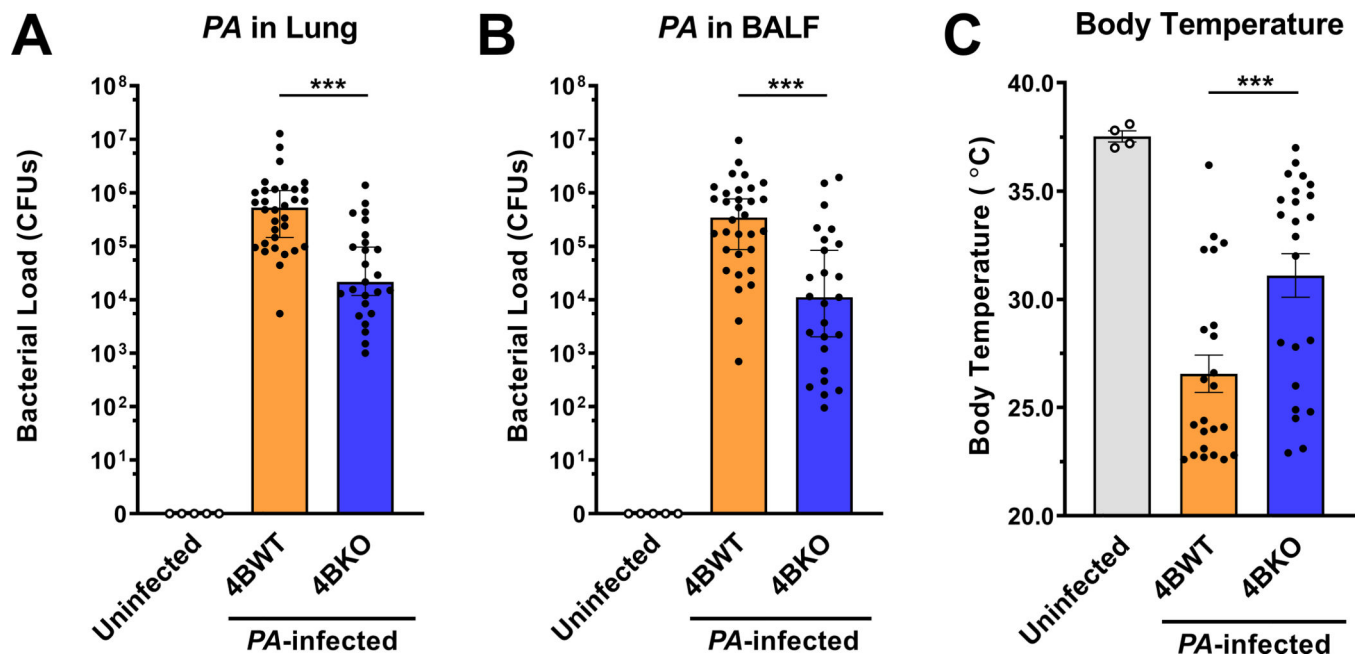 A
PA in Lung
Bacterial Load (CFUs)
10⁸
10⁷
10⁶
10⁵
10⁴
10³
10²
10¹
0
***
Uninfected
4BWT
4BKO
PA-infected
B
PA in BALF
Bacterial Load (CFUs)
10⁸
10⁷
10⁶
10⁵
10⁴
10³
10²
10¹
0
***
Uninfected
4BWT
4BKO
PA-infected
C
Body Temperature
Body Temperature ( °C)
40.0
35.0
30.0
25.0
20.0
***
Uninfected
4BWT
4BKO
PA-infected